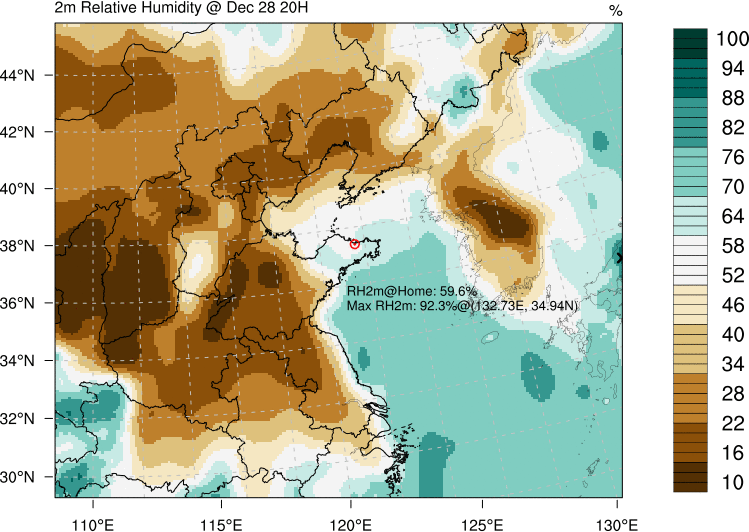 2m Relative Humidity @ Dec 28 20H
%
44°N
42°N
40°N
38°N
36°N
34°N
32°N
30°N
RH2m@Home: 59.6%
Max RH2m: 92.3%@(132.73E, 34.94N)
x
110°E
115°E
120°E
125°E
130°E
100
94
88
82
76
70
64
58
52
46
40
34
28
22
16
10